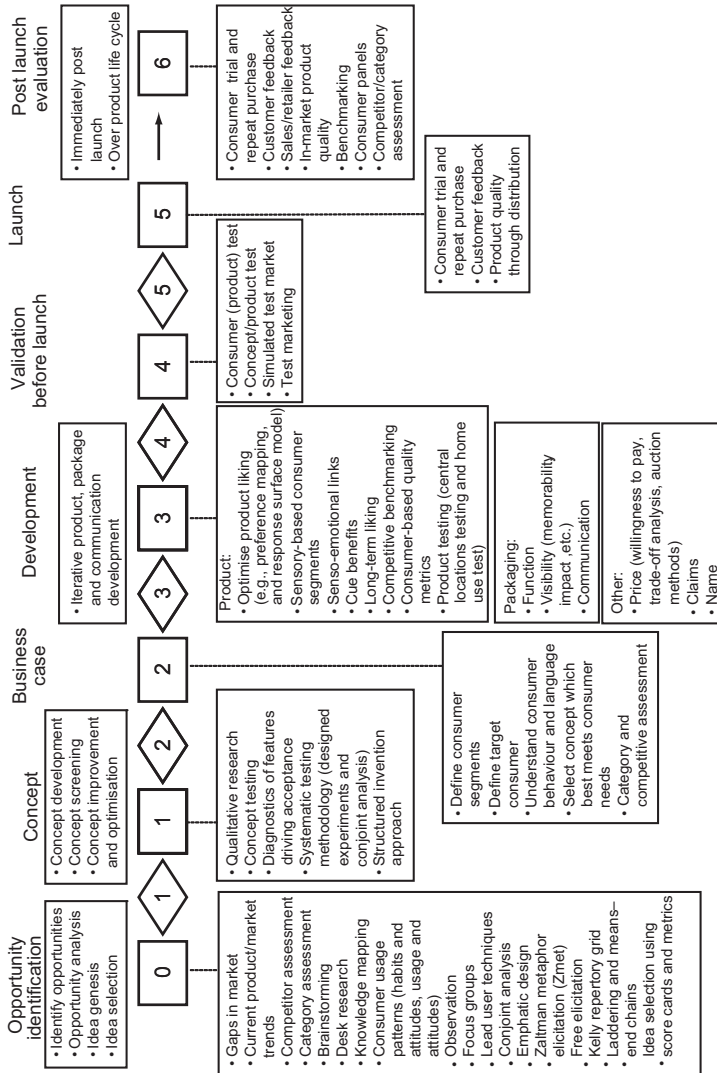 Opportunity
identification
• Identify opportunities
• Opportunity analysis
• Idea genesis
• Idea selection
0
• Gaps in market
• Current product/market
trends
• Competitor assessment
• Category assessment
• Brainstorming
• Desk research
• Knowledge mapping
• Consumer usage
patterns (habits and
attitudes, usage and
attitudes)
• Observation
• Focus groups
• Lead user techniques
• Conjoint analysis
• Emphatic design
• Zaltman metaphor
elicitation (Zmet)
Free elicitation
• Kelly repertory grid
• Laddering and means–
• end chains
Idea selection using
• score cards and metrics
1
Concept
• Concept development
• Concept screening
• Concept improvement
and optimisation
1
• Qualitative research
• Concept testing
• Diagnostics of features
driving acceptance
• Systematic testing
methodology (designed
experiments and
conjoint analysis)
• Structured invention
approach
2
Business
case
2
• Define consumer
segments
• Define target
consumer
• Understand consumer
behaviour and language
• Select concept which
best meets consumer
needs
• Category and
competitive assessment
3
Development
• Iterative product, package
and communication
development
3
Product:
• Optimise product liking
(e.g., preference mapping,
and response surface model)
• Sensory-based consumer
segments
• Senso-emotional links
• Cue benefits
• Long-term liking
• Competitive benchmarking
• Consumer-based quality
metrics
• Product testing (central
locations testing and home
use test)
Packaging:
• Function
• Visibility (memorability
impact ,etc.)
• Communication
Other:
• Price (willingness to pay,
trade-off analysis, auction
methods)
• Claims
• Name
4
Validation
before launch
4
• Consumer (product) test
• Concept/product test
• Simulated test market
• Test marketing
5
Launch
5
• Consumer trial and
repeat purchase
• Customer feedback
• Product quality
through distribution
Post launch
evaluation
• Immediately post
launch
• Over product life cycle
6
• Consumer trial and
repeat purchase
• Customer feedback
• Sales/retailer feedback
• In-market product
quality
• Benchmarking
• Consumer panels
• Competitor/category
assessment